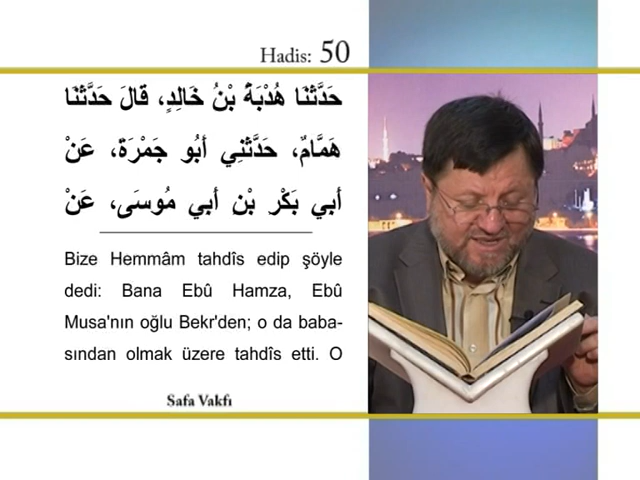 Hadis: 50
حَدَّثَنَا هُدْبَةُ بْنُ خَالِدٍ، قَالَ حَدَّثَنَا
هَمَّامٌ، حَدَّثَنِي أَبُو جَمْرَةَ، عَنْ
أَبِي بَكْرِ بْنِ أَبِي مُوسَى، عَنْ
Bize Hemmâm tahdîs edip şöyle
dedi: Bana Ebû Hamza, Ebû
Musa'nın oğlu Bekr'den; o da baba-
sından olmak üzere tahdîs etti. O
Safa Vakfı